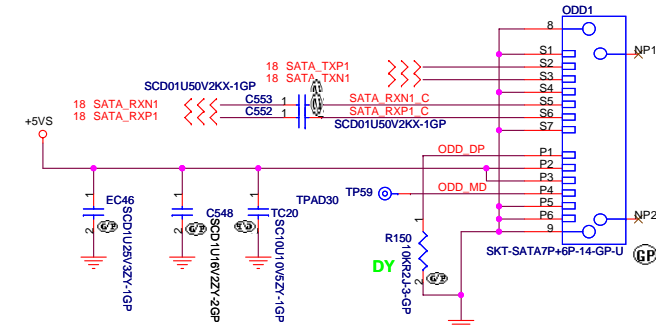 ODD1
8
NP1
S1
18 SATA_TXP1
S2
18 SATA_TXN1
S3
SCD01U50V2KX-1GP
S4
18 SATA_RXN1
C553
1
SATA_RXN1_C
S5
18 SATA_RXP1
C552
1
SATA_RXP1_C
S6
SCD01U50V2KX-1GP
S7
+5VS
ODD_DP
P1
P2
P3
TPAD30
TP59
ODD_MD
P4
P5
P6
NP2
9
SKT-SATA7P+6P-14-GP-U
GP
1
EC46
2
SCD1U25V3ZY-1GP
1
C548
2
SCD1U16V2ZY-2GP
1
TC20
2
SC10U10V5ZY-1GP
1
R150
10KR2J-3-GP
2
DY